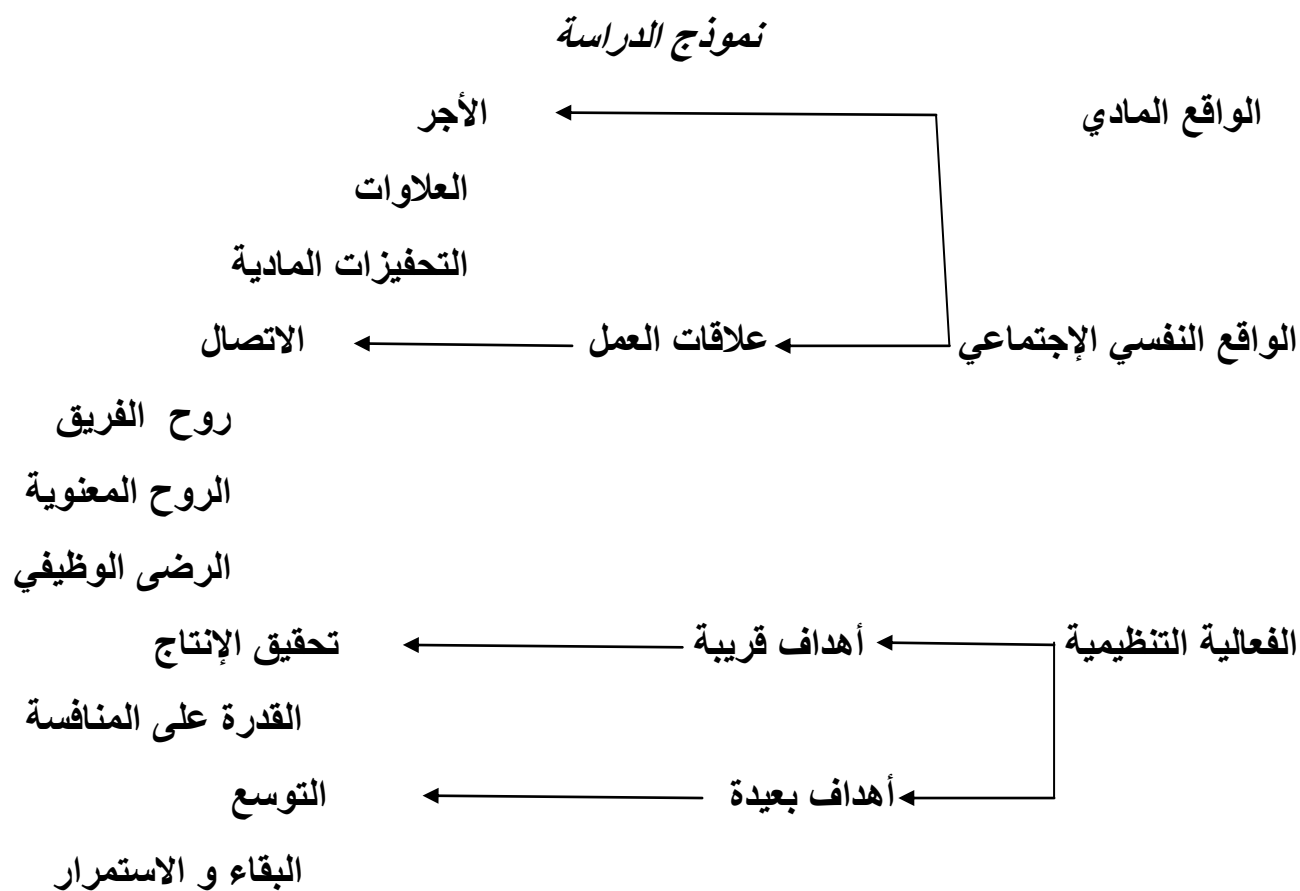 نموذج الدراسة
الواقع المادي الأجر
العلاوات
التحفيزات المادية
الواقع النفسي الإجتماعي علاقات العمل الاتصال
روح الفريق
الروح المعنوية
الرضى الوظيفي
الفعالية التنظيمية أهداف قريبة تحقيق الإنتاج
القدرة على المنافسة
أهداف بعيدة التوسع
البقاء و الاستمرار